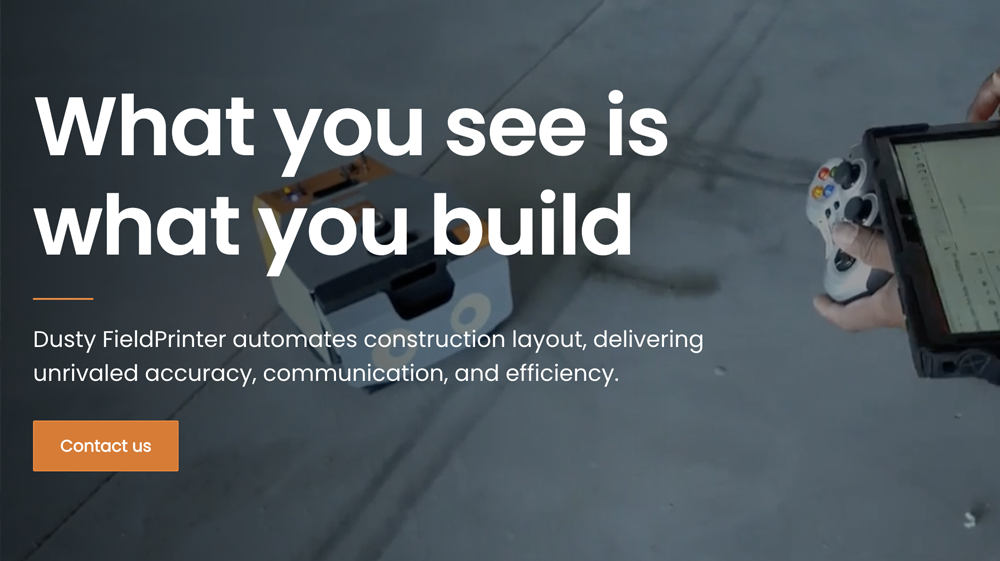 What you see is
what you build
Dusty FieldPrinter automates construction layout, delivering
unrivaled accuracy, communication, and efficiency.
Contact us